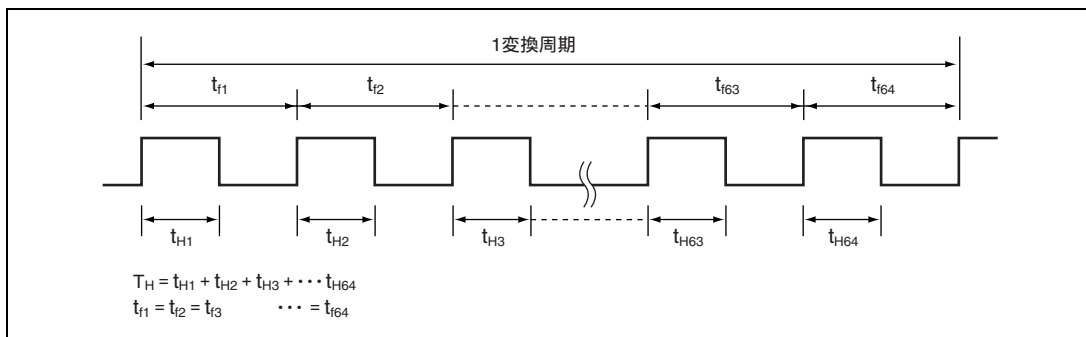 1変換周期
tf1 tf2 tf63 tf64
tH1 tH2 tH3 tH63 tH64
TH = tH1 + tH2 + tH3 + ・・・ tH64
tf1 = tf2 = tf3 ・・・ = tf64